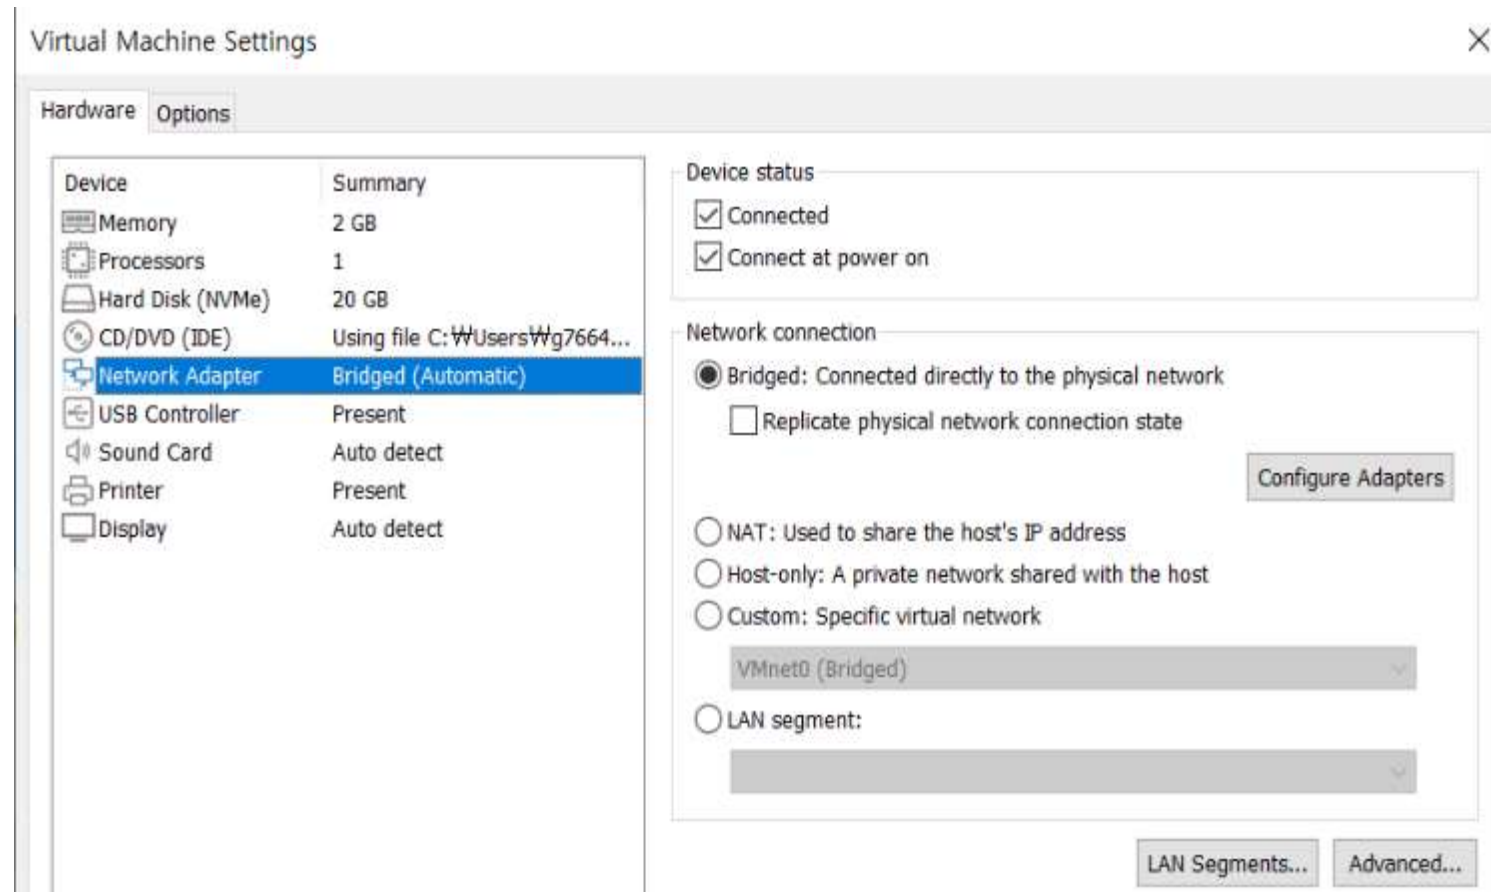 Virtual Machine Settings
Hardware Options
Device Summary
Memory 2 GB
Processors 1
Hard Disk (NVMe) 20 GB
CD/DVD (IDE) Using file C:₩Users₩g7664...
Network Adapter Bridged (Automatic)
USB Controller Present
Sound Card Auto detect
Printer Present
Display Auto detect
Device status
Connected
Connect at power on
Network connection
Bridged: Connected directly to the physical network
Replicate physical network connection state
Configure Adapters
NAT: Used to share the host's IP address
Host-only: A private network shared with the host
Custom: Specific virtual network
VMnet0 (Bridged)
LAN segment:
LAN Segments... Advanced...